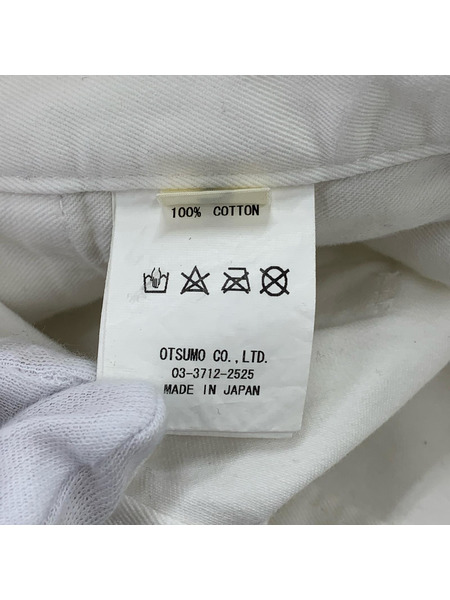 100% COTTON
OTSUMO CO.,LTD.
03-3712-2525
MADE IN JAPAN